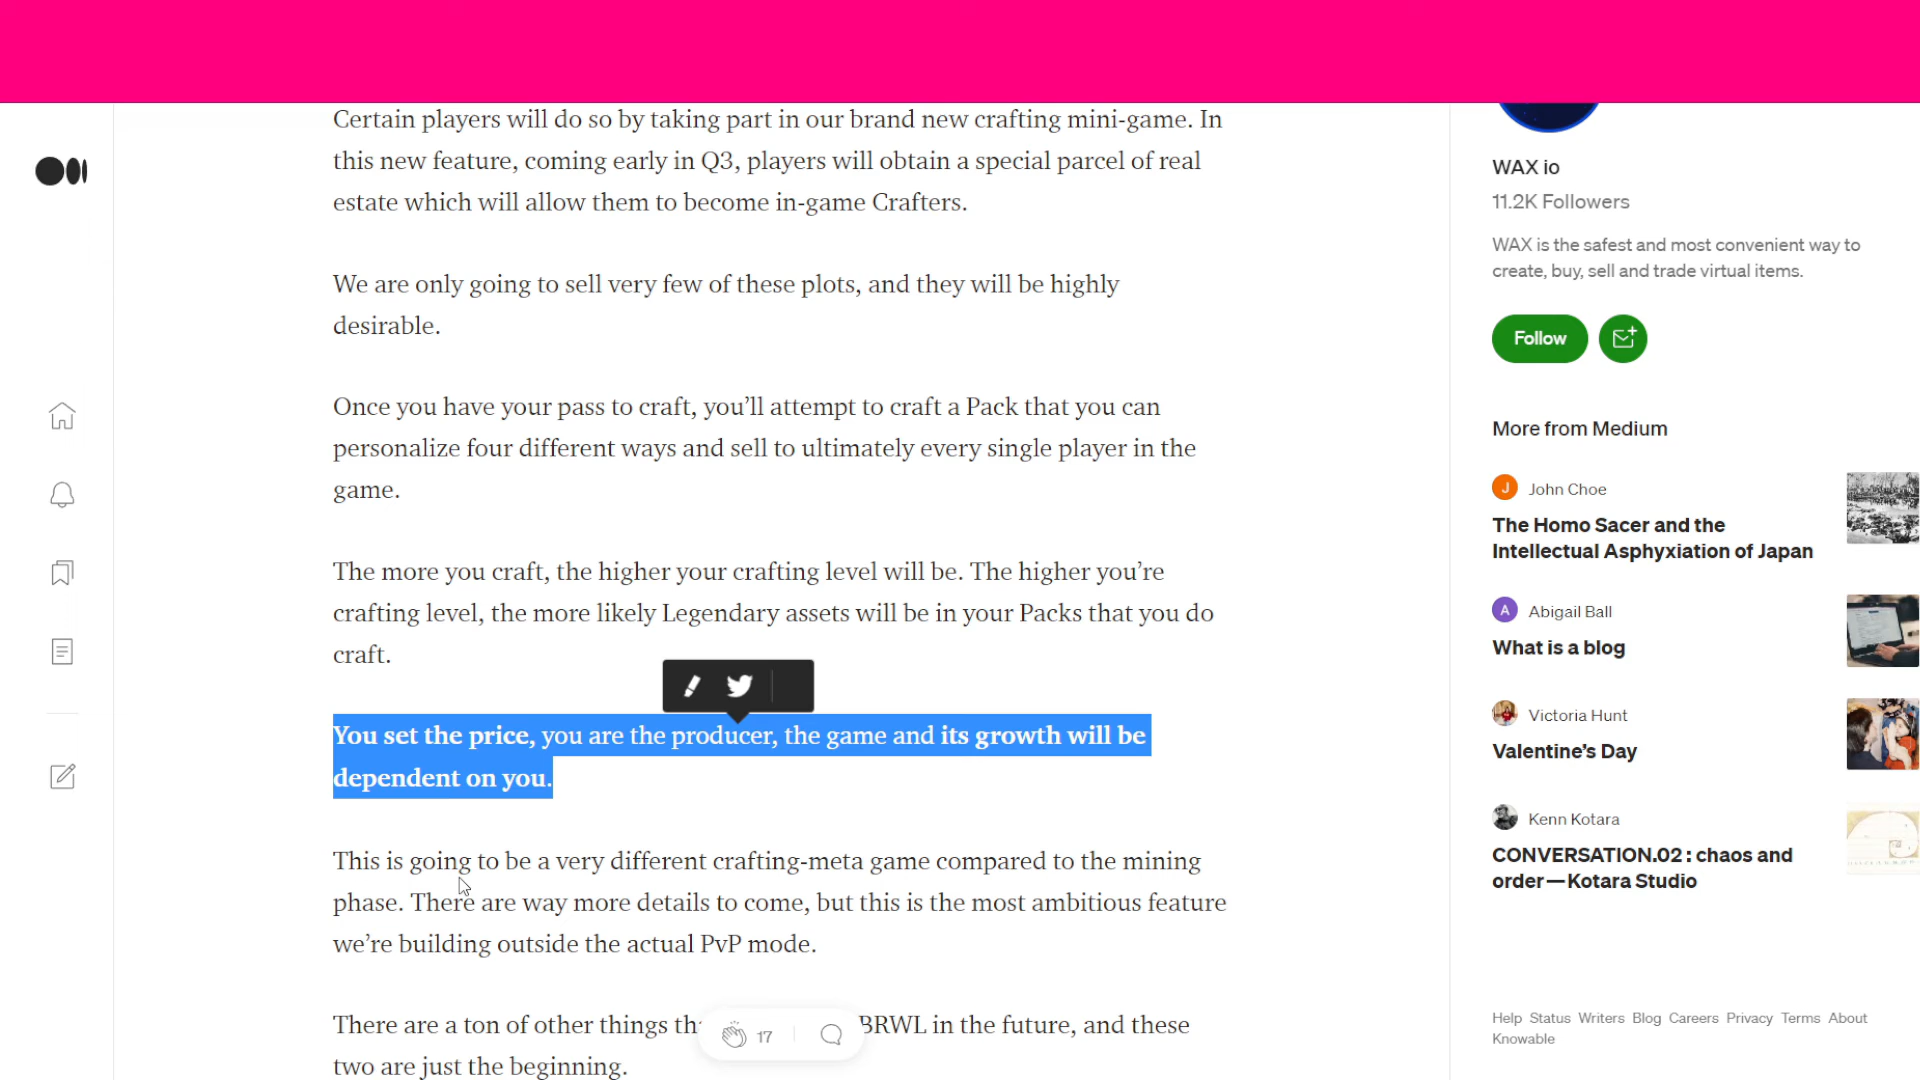 Certain players will do so by taking part in our brand new crafting mini-game. In
this new feature, coming early in Q3, players will obtain a special parcel of real
estate which will allow them to become in-game Crafters.
We are only going to sell very few of these plots, and they will be highly
desirable.
Once you have your pass to craft, you’ll attempt to craft a Pack that you can
personalize four different ways and sell to ultimately every single player in the
game.
The more you craft, the higher your crafting level will be. The higher you’re
crafting level, the more likely Legendary assets will be in your Packs that you do
craft.
You set the price, you are the producer, the game and its growth will be
dependent on you.
This is going to be a very different crafting-meta game compared to the mining
phase. There are way more details to come, but this is the most ambitious feature
we’re building outside the actual PvP mode.
There are a ton of other things BRWL in the future, and these
two are just the beginning.
17
WAX io
11.2K Followers
WAX is the safest and most convenient way to
create, buy, sell and trade virtual items.
Follow
More from Medium
J John Choe
The Homo Sacer and the
Intellectual Asphyxiation of Japan
A Abigail Ball
What is a blog
Victoria Hunt
Valentine’s Day
Kenn Kotara
CONVERSATION.02 : chaos and
order — Kotara Studio
Help Status Writers Blog Careers Privacy Terms About
Knowable